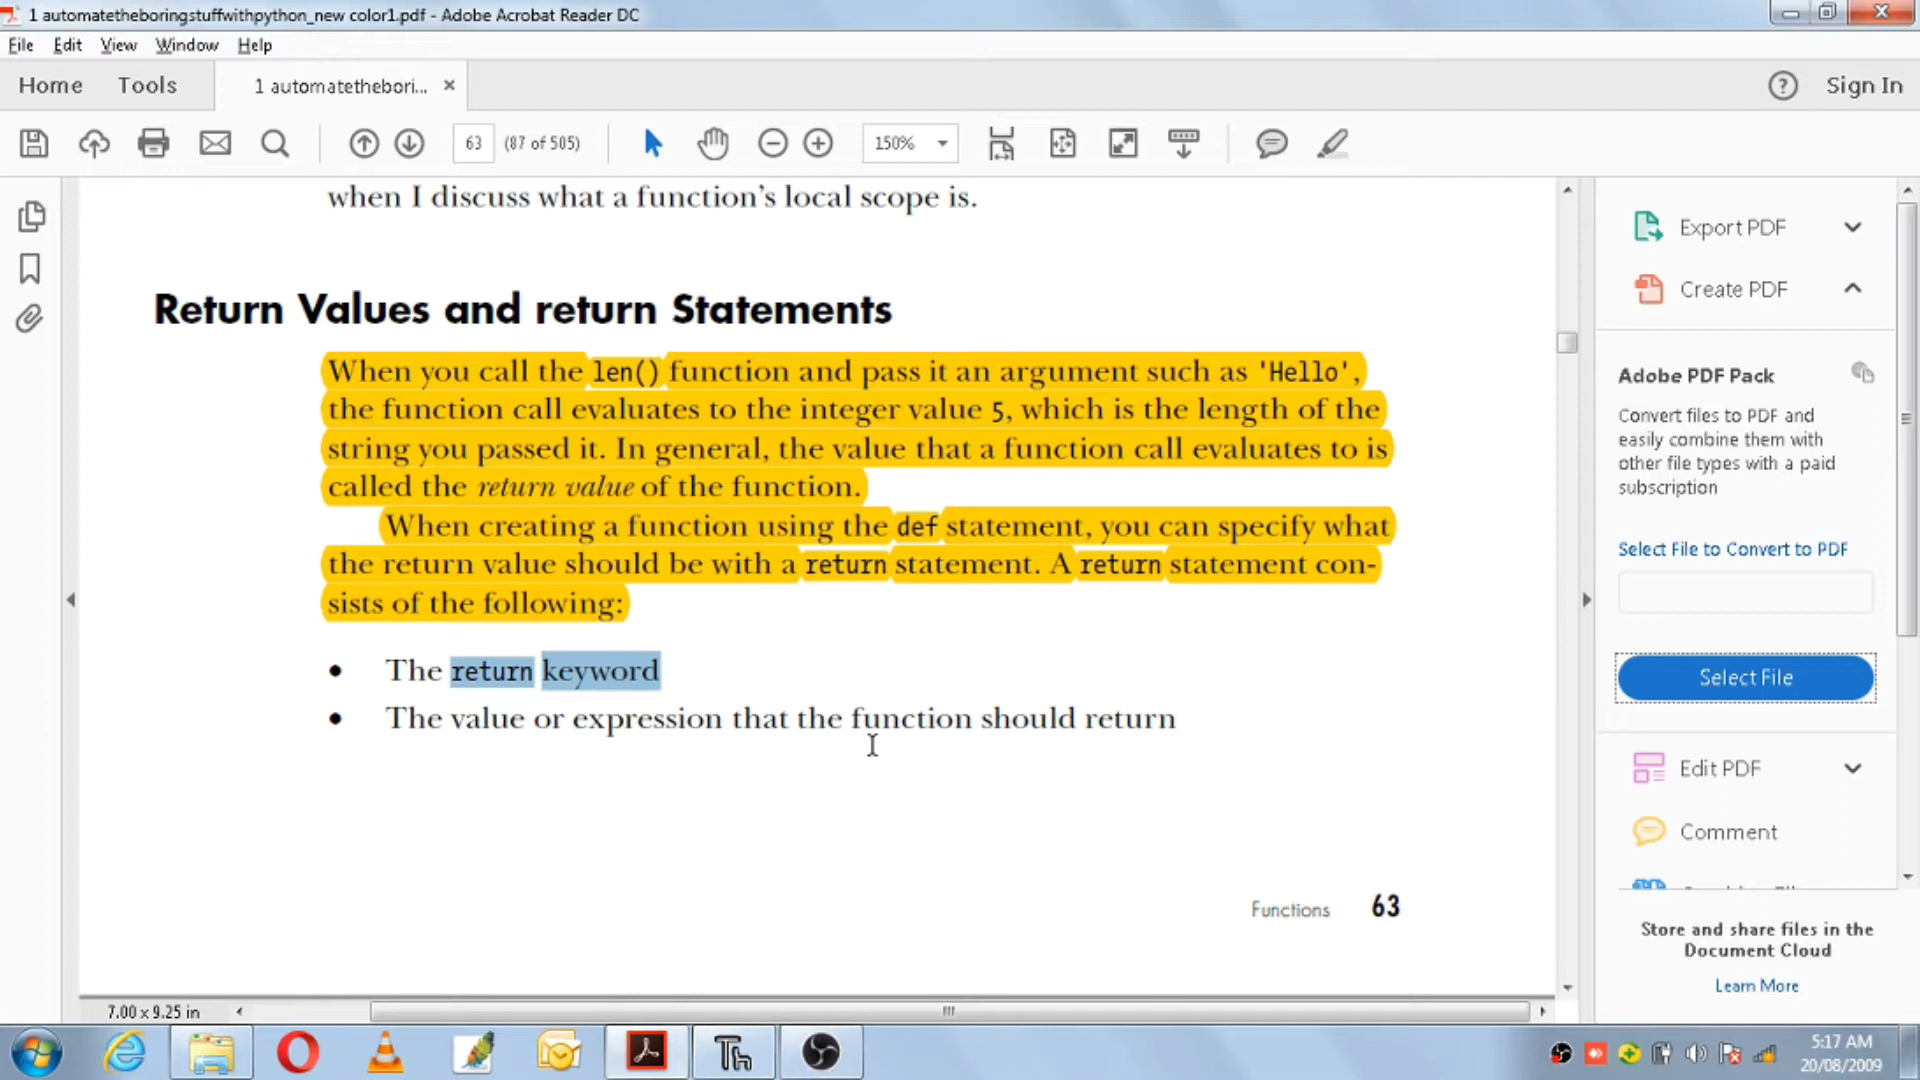 1 automatetheboringstuffwithpython_new color1.pdf - Adobe Acrobat Reader DC
File Edit View Window Help
Home Tools 1 automatethebori... × Sign In
63 (87 of 505) 150%
when I discuss what a function’s local scope is.
Return Values and return Statements
When you call the len() function and pass it an argument such as 'Hello',
the function call evaluates to the integer value 5, which is the length of the
string you passed it. In general, the value that a function call evaluates to is
called the return value of the function.
When creating a function using the def statement, you can specify what
the return value should be with a return statement. A return statement con-
sists of the following:
• The return keyword
• The value or expression that the function should return
Functions 63
7.00 x 9.25 in
Export PDF
Create PDF
Adobe PDF Pack
Convert files to PDF and
easily combine them with
other file types with a paid
subscription
Select File to Convert to PDF
Select File
Edit PDF
Comment
Store and share files in the
Document Cloud
Learn More
5:17 AM
20/08/2009